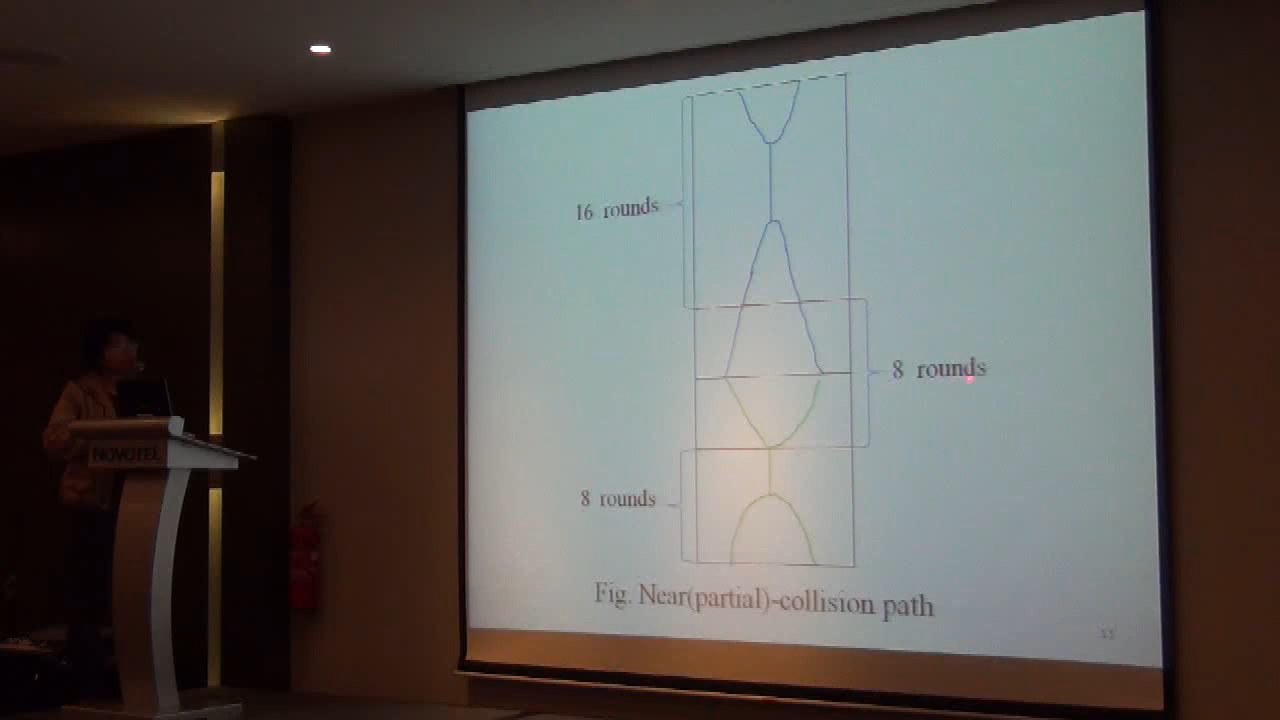 16 rounds
8 rounds
8 rounds
Fig. Near(partial)-collision path
NOVOTEL